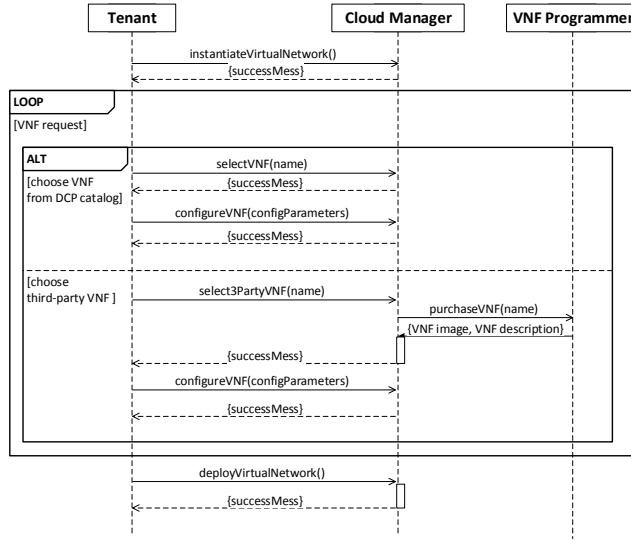 Tenant
Cloud Manager
VNF Programmer
instantiateVirtualNetwork()
{successMess}
LOOP
[VNF request]
ALT
[choose VNF
from DCP catalog]
selectVNF(name)
{successMess}
configureVNF(configParameters)
{successMess}
[choose
third-party VNF ]
select3PartyVNF(name)
purchaseVNF(name)
{VNF image, VNF description}
{successMess}
configureVNF(configParameters)
{successMess}
deployVirtualNetwork()
{successMess}